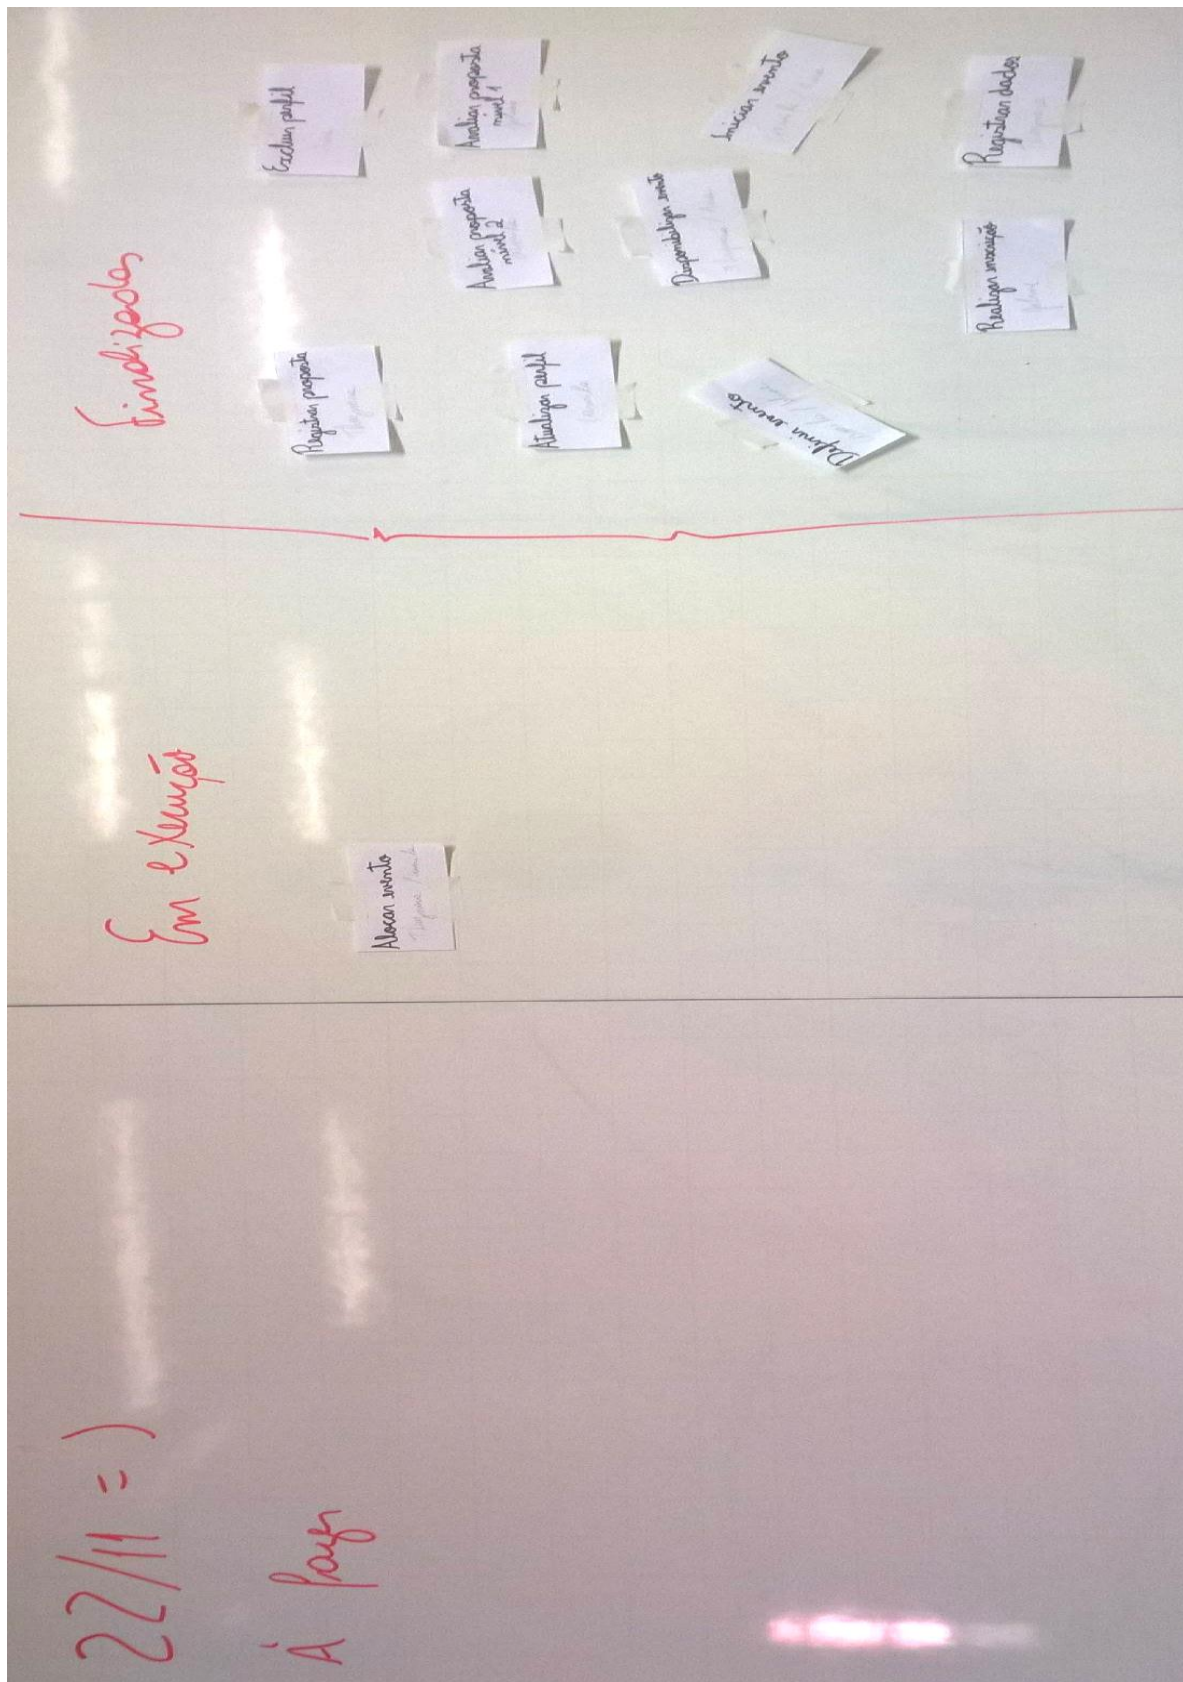 22/11 =)
À fazer
Em execução
Alocar evento
Finalizados
Registrar proposta
Excluir perfil
Avaliar proposta
nível 2
Avaliar proposta
nível 1
Atualizar perfil
Disponibilizar evento
Iniciar evento
Definir evento
Realizar inscrição
Registrar dados